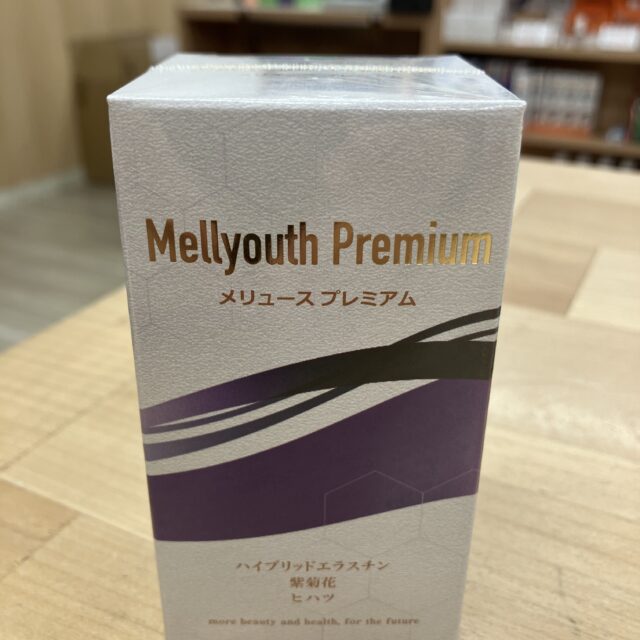 Mellyouth Premium
メリュース プレミアム
ハイブリッドエラスチン
紫菊花
ヒハツ
more beauty and health, for the future